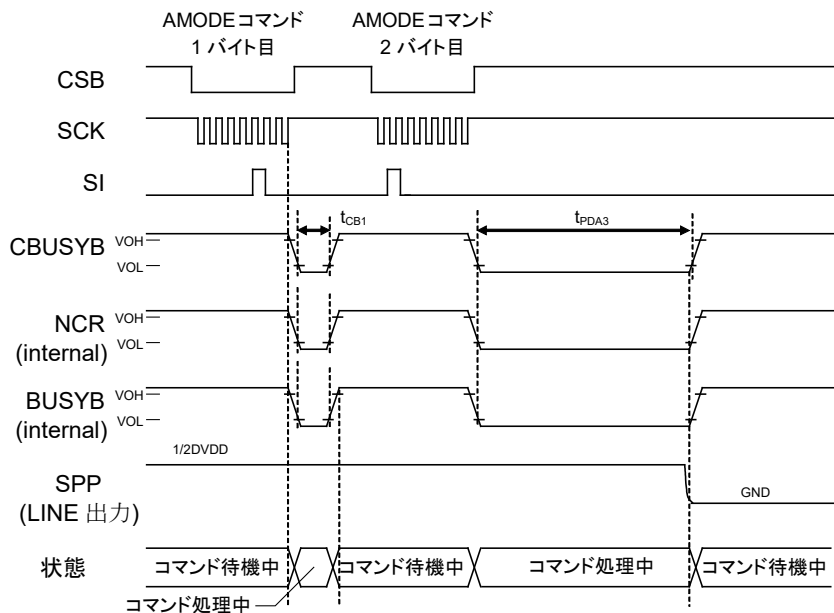 AMODEコマンド
1 バイト目
AMODEコマンド
2 バイト目
CSB
SCK
SI
tCB1
tPDA3
CBUSYB
VOH
VOL
NCR
(internal)
VOH
VOL
BUSYB
(internal)
VOH
VOL
1/2DVDD
SPP
(LINE 出力)
GND
状態
コマンド待機中
コマンド待機中
コマンド処理中
コマンド待機中
コマンド処理中